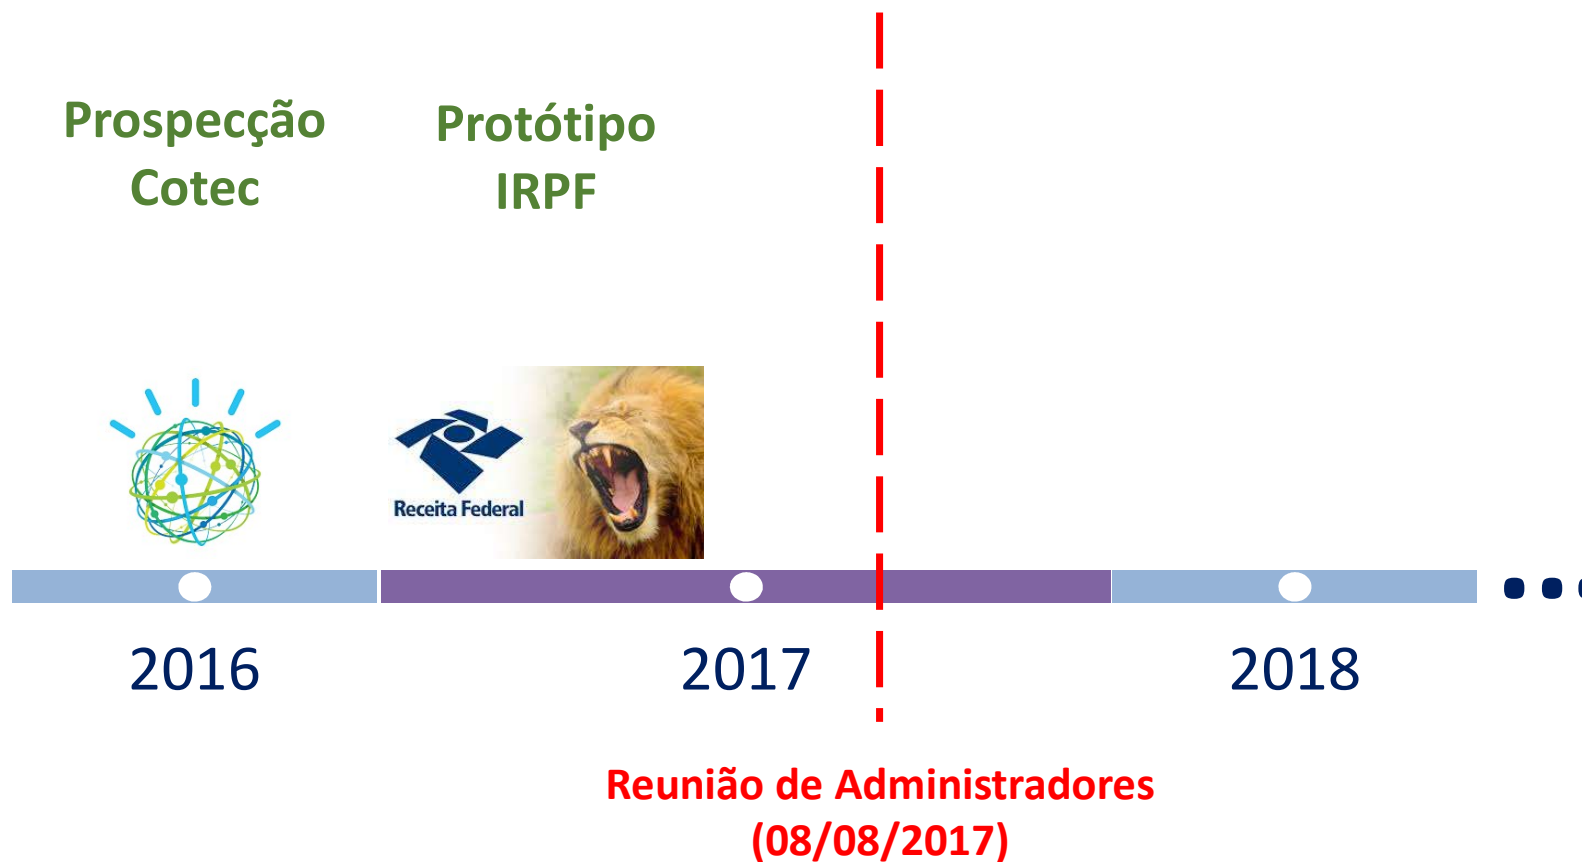 Prospecção
Cotec
Protótipo
IRPF
Receita Federal
2016
2017
2018
Reunião de Administradores
(08/08/2017)